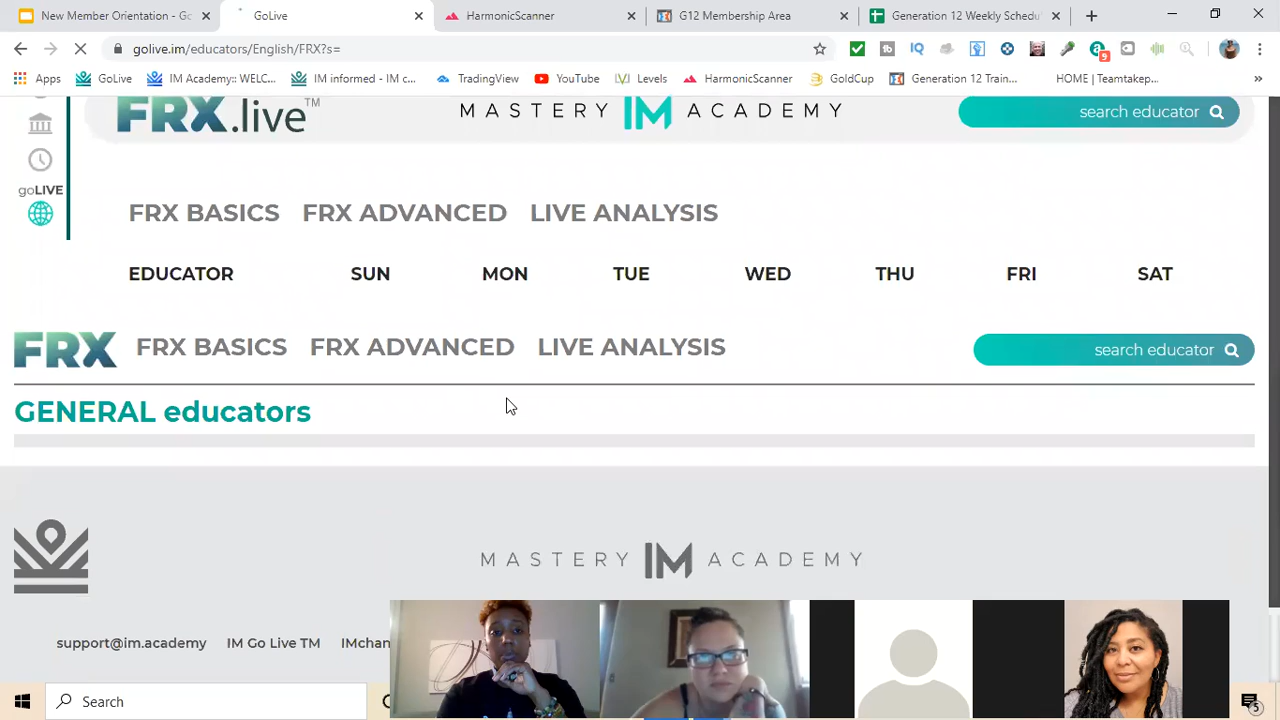 New Member Orientation - Go
GoLive
HarmonicScanner
G12 Membership Area
Generation 12 Weekly Schedu
golive.im/educators/English/FRX?s=
Apps
GoLive
IM Academy:: WELC...
IM informed - IM c...
TradingView
YouTube
Levels
HarmonicScanner
GoldCup
Generation 12 Train...
HOME | Teamtakep...
FRX.live™
MASTERY IM ACADEMY
search educator
goLIVE
FRX BASICS FRX ADVANCED LIVE ANALYSIS
EDUCATOR SUN MON TUE WED THU FRI SAT
FRX FRX BASICS FRX ADVANCED LIVE ANALYSIS search educator
GENERAL educators
MASTERY IM ACADEMY
support@im.academy IM Go Live TM IMchan
Search